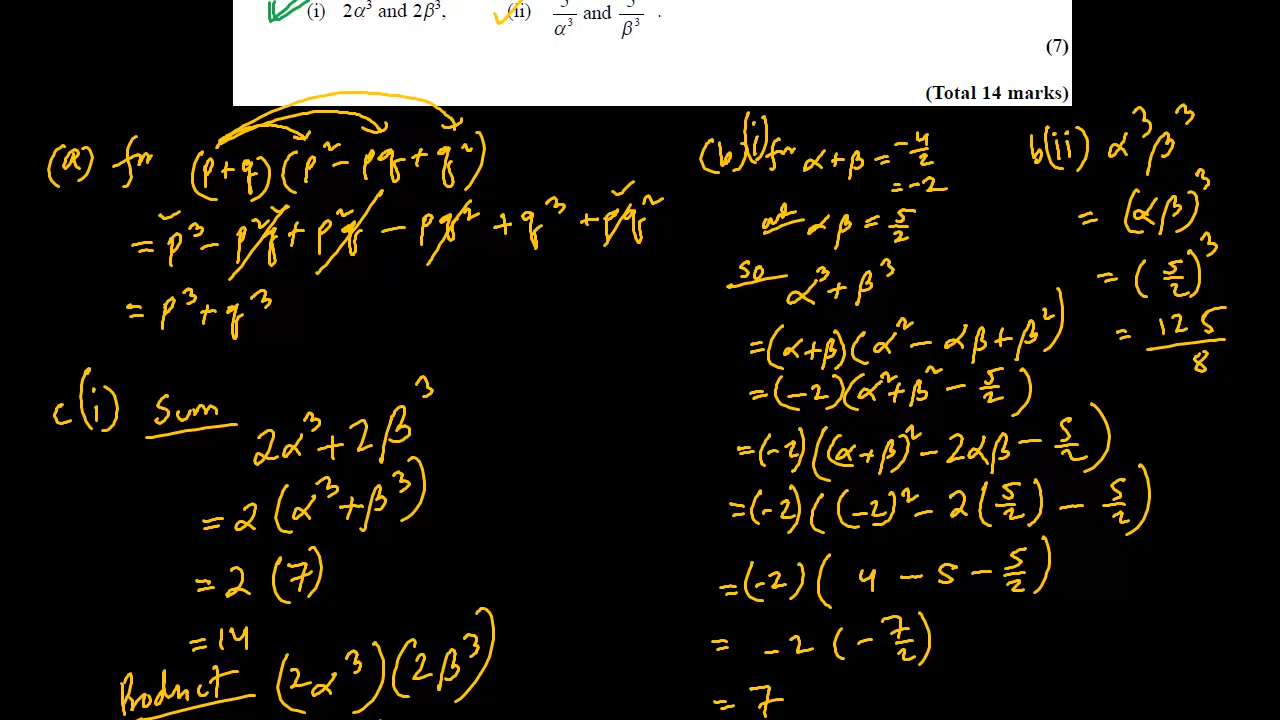 (i) 2α³ and 2β³, (ii) 5/α³ and 5/β³ .
(7)
(Total 14 marks)
(a) for (p+q)(p² - pq + q²)
= p³ - p²q + p²q - pq² + q³ + pq²
= p³ + q³
c(i) Sum
2α³ + 2β³
= 2(α³ + β³)
= 2(7)
= 14
Product (2α³)(2β³)
(b)(i) for α + β = -4/2
= -2
and αβ = 5/2
so α³ + β³
= (α+β)(α² - αβ + β²)
= (-2)(α² + β² - 5/2)
= (-2)((α+β)² - 2αβ - 5/2)
= (-2)((-2)² - 2(5/2) - 5/2)
= (-2)(4 - 5 - 5/2)
= -2(-7/2)
= 7
b(ii) α³β³
= (αβ)³
= (5/2)³
= 125/8